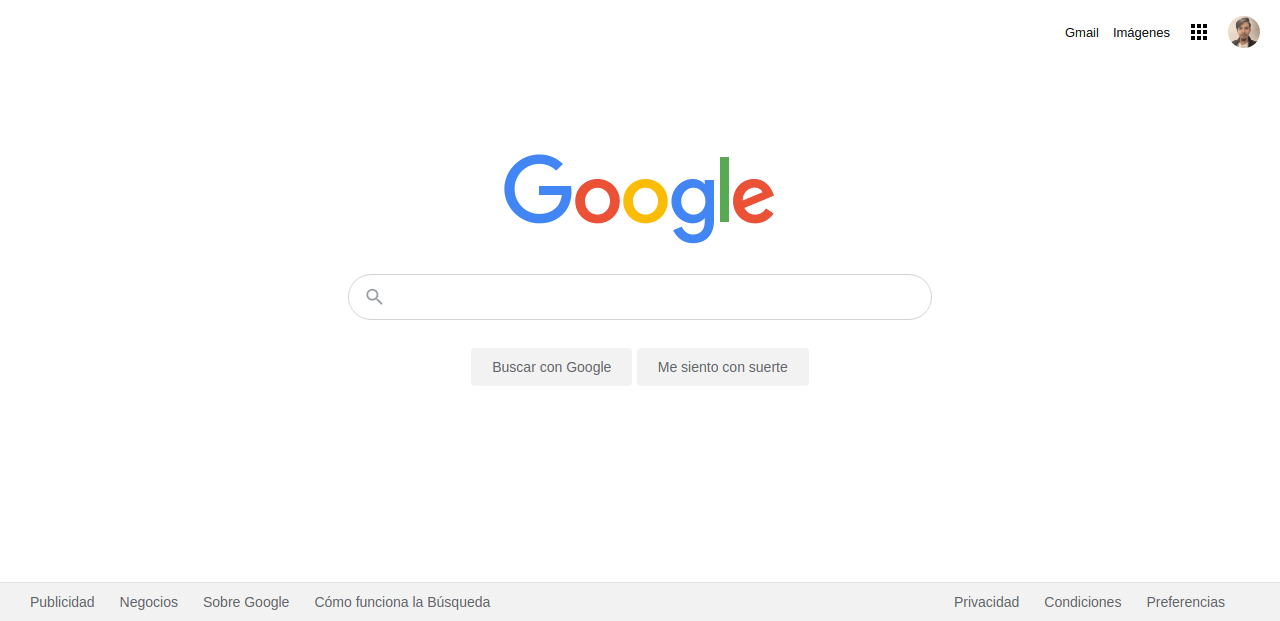 Gmail Imágenes
Google
Buscar con Google Me siento con suerte
Publicidad Negocios Sobre Google Cómo funciona la Búsqueda Privacidad Condiciones Preferencias